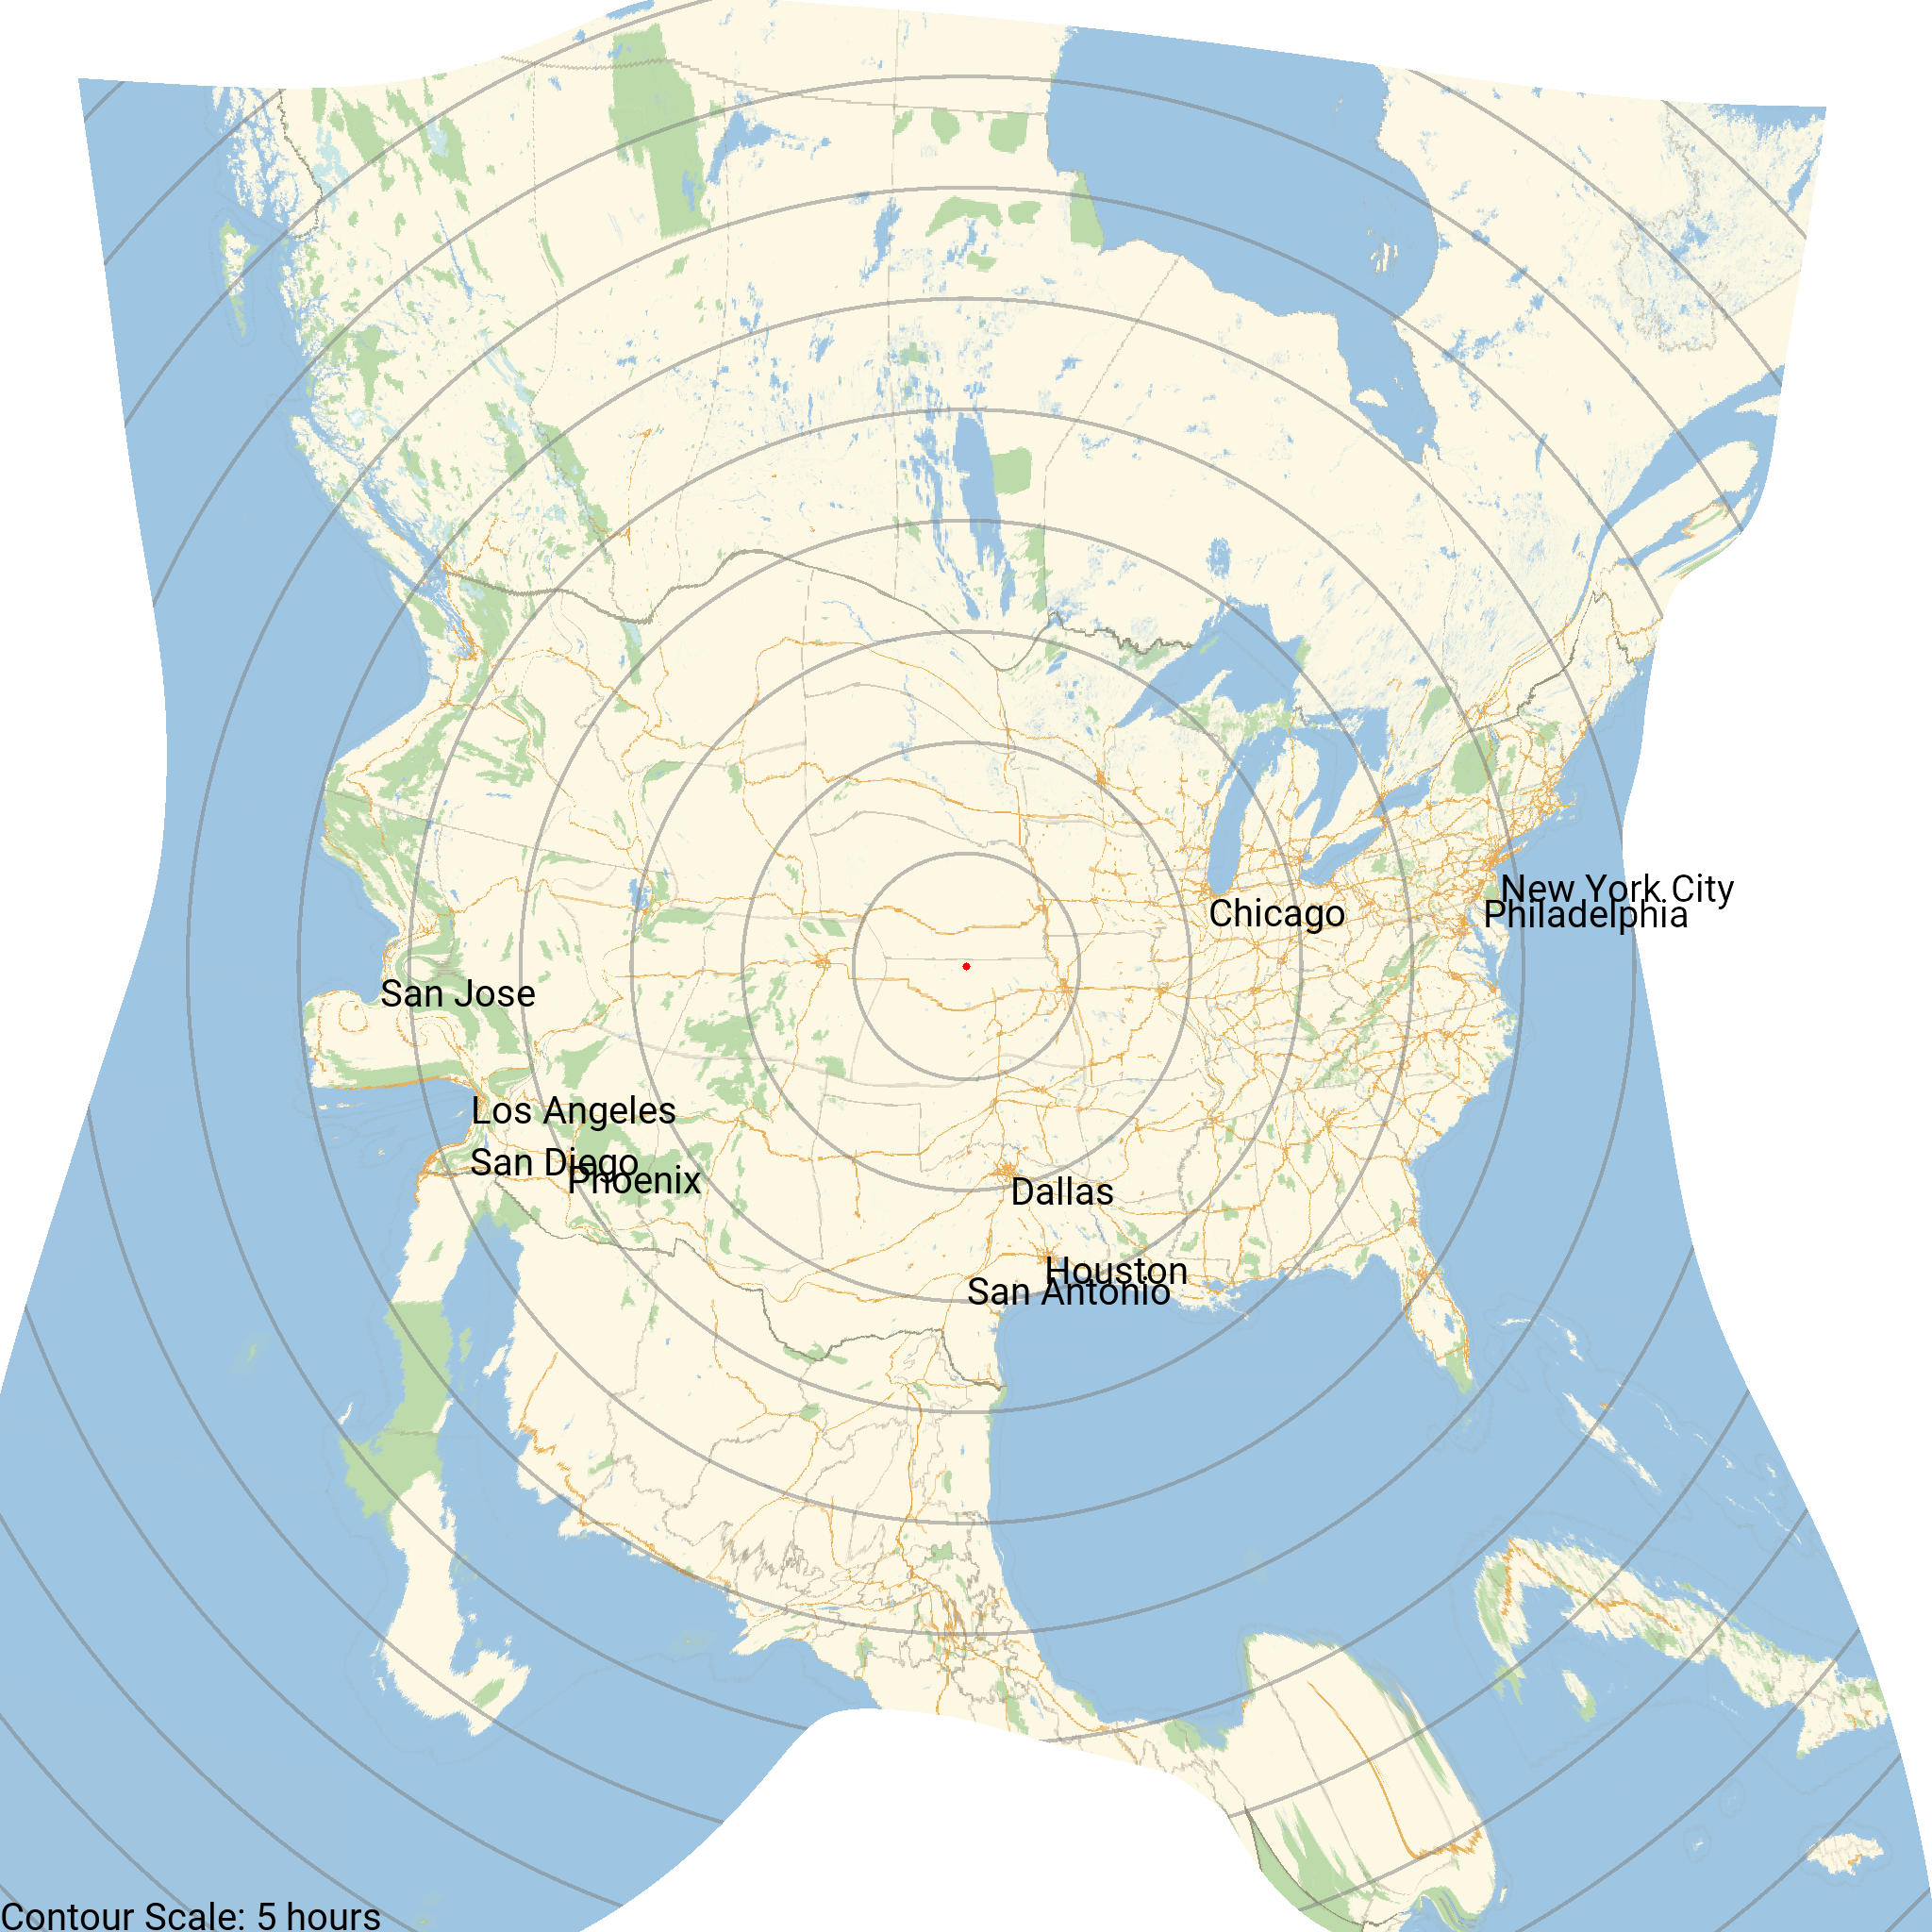 New York City
Chicago
Philadelphia
San Jose
Los Angeles
San Diego
Phoenix
Dallas
Houston
San Antonio
Contour Scale: 5 hours